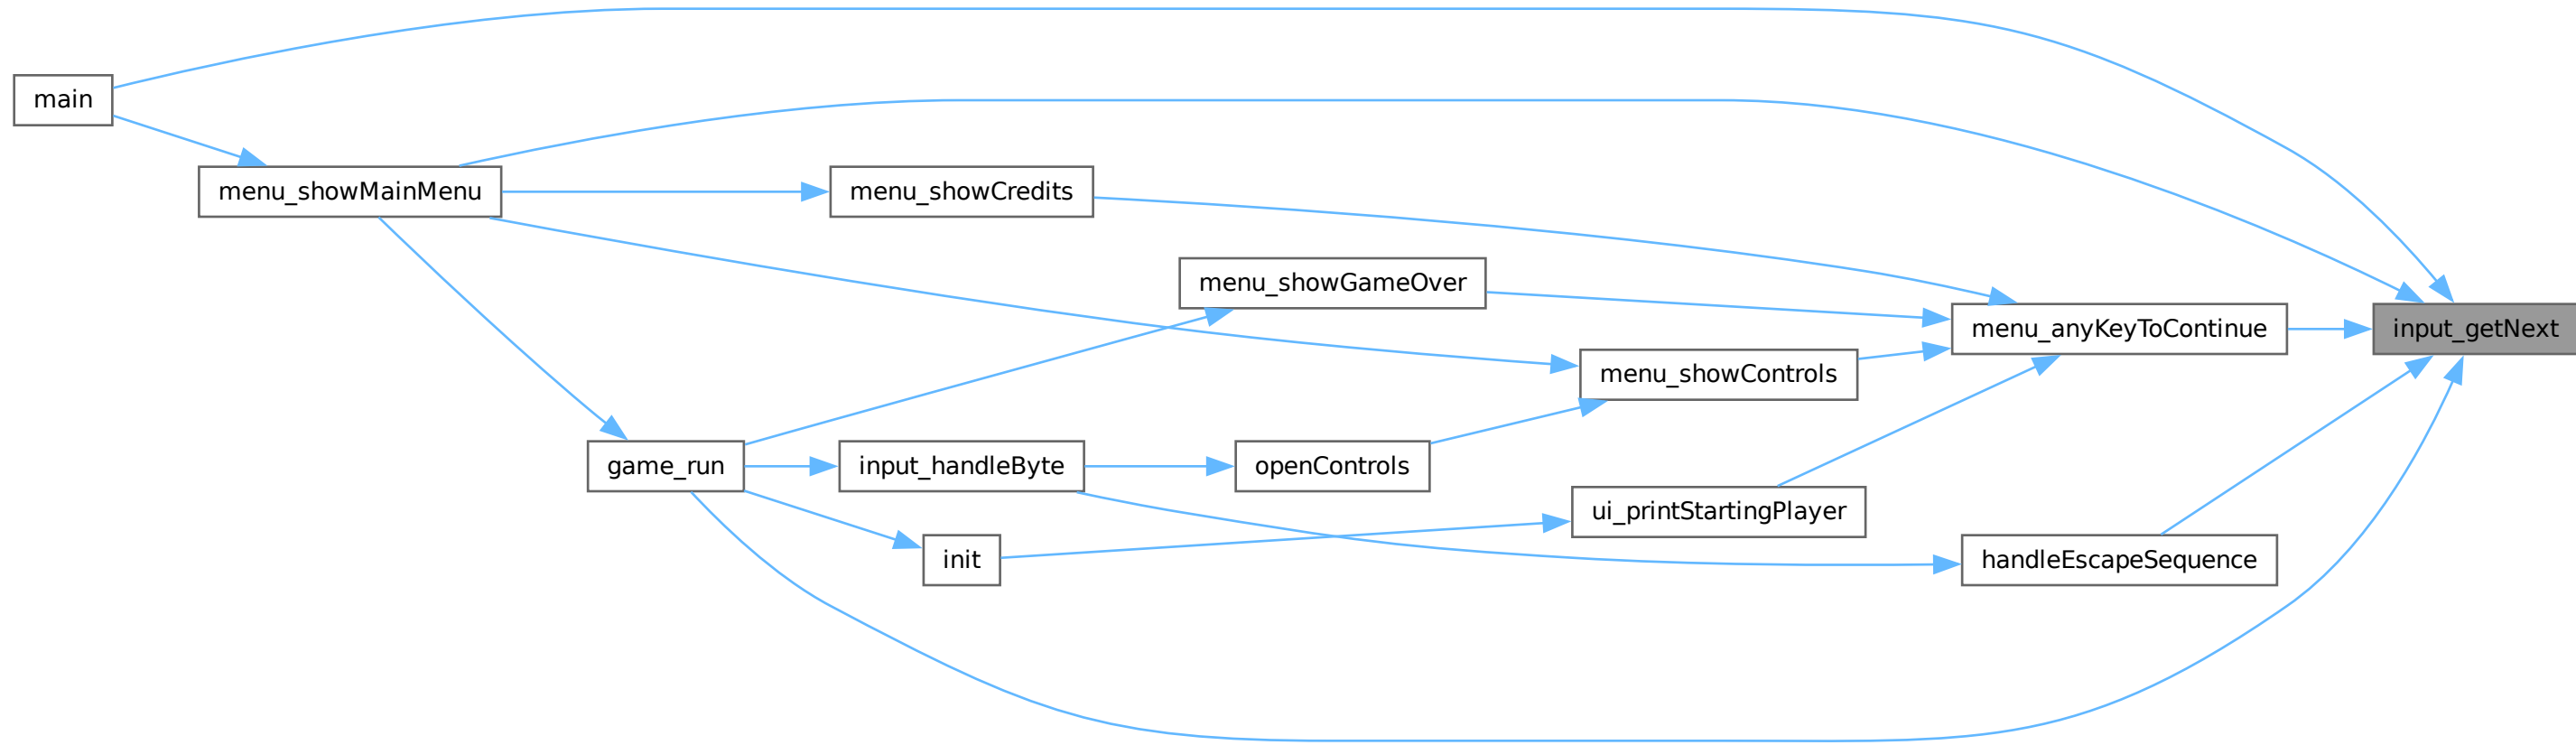 main
menu_showMainMenu
menu_showCredits
menu_showGameOver
menu_anyKeyToContinue
input_getNext
menu_showControls
game_run
input_handleByte
openControls
ui_printStartingPlayer
init
handleEscapeSequence